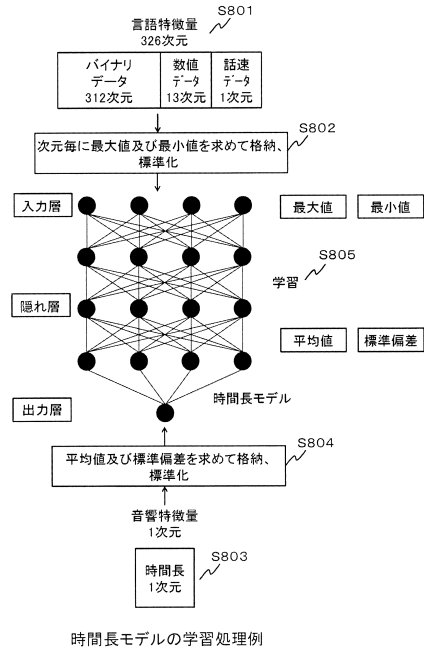 S801
言語特徴量
326次元
バイナリ
データ
312次元
数値
データ
13次元
話速
データ
1次元
S802
次元毎に最大値及び最小値を求めて格納、
標準化
入力層
最大値
最小値
S805
学習
隠れ層
平均値
標準偏差
時間長モデル
出力層
S804
平均値及び標準偏差を求めて格納、
標準化
音響特徴量
1次元
S803
時間長
1次元
時間長モデルの学習処理例